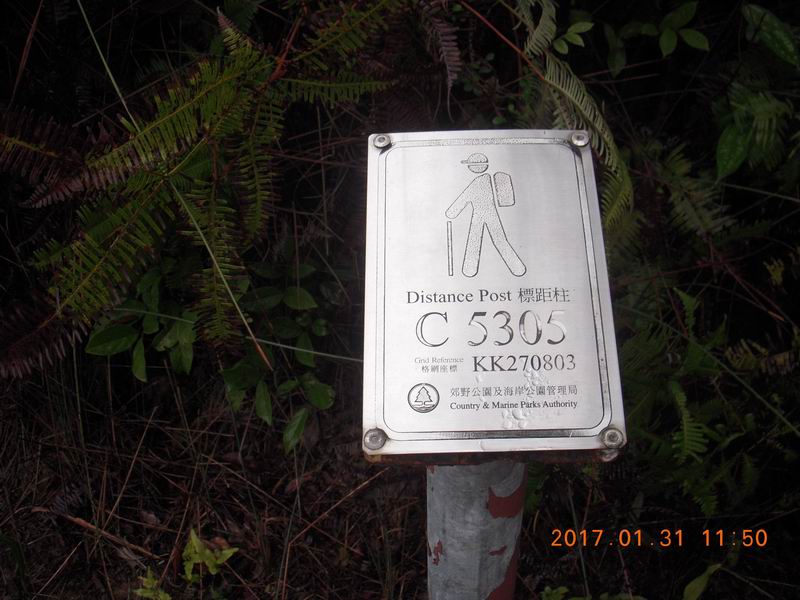 Distance Post 標距柱
C 5305
Grid Reference
格網座標
KK270803
郊野公園及海岸公園管理局
Country & Marine Parks Authority
2017.01.31 11:50